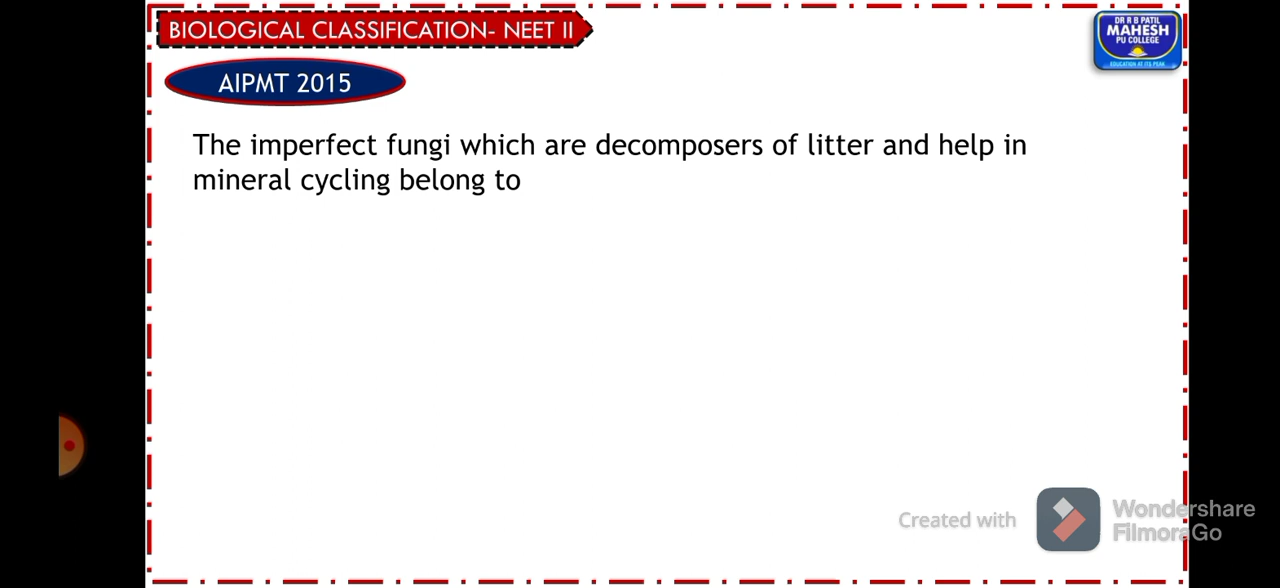 BIOLOGICAL CLASSIFICATION- NEET II
DR R B PATIL
MAHESH
PU COLLEGE
EDUCATION AT ITS PEAK
AIPMT 2015
The imperfect fungi which are decomposers of litter and help in
mineral cycling belong to
Created with
Wondershare
FilmoraGo